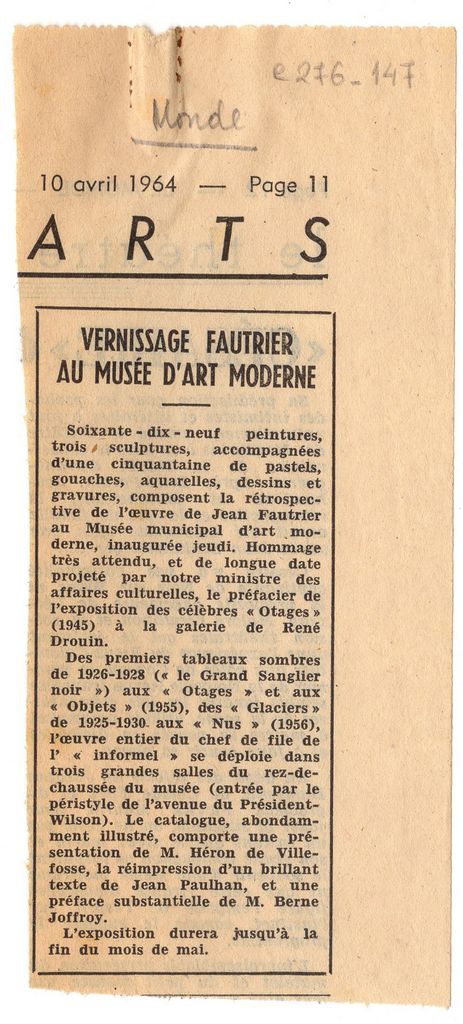 e 276-147
Monde
10 avril 1964 — Page 11
ARTS
VERNISSAGE FAUTRIER
AU MUSÉE D'ART MODERNE
Soixante - dix - neuf peintures,
trois sculptures, accompagnées
d'une cinquantaine de pastels,
gouaches, aquarelles, dessins et
gravures, composent la rétrospec-
tive de l'œuvre de Jean Fautrier
au Musée municipal d'art mo-
derne, inaugurée jeudi. Hommage
très attendu, et de longue date
projeté par notre ministre des
affaires culturelles, le préfacier de
l'exposition des célèbres « Otages »
(1945) à la galerie de René
Drouin.
Des premiers tableaux sombres
de 1926-1928 (« le Grand Sanglier
noir ») aux « Otages » et aux
« Objets » (1955), des « Glaciers »
de 1925-1930 aux « Nus » (1956),
l'œuvre entier du chef de file de
l' « informel » se déploie dans
trois grandes salles du rez-de-
chaussée du musée (entrée par le
péristyle de l'avenue du Président-
Wilson). Le catalogue, abondam-
ment illustré, comporte une pré-
sentation de M. Héron de Ville-
fosse, la réimpression d'un brillant
texte de Jean Paulhan, et une
préface substantielle de M. Berne
Joffroy.
L'exposition durera jusqu'à la
fin du mois de mai.